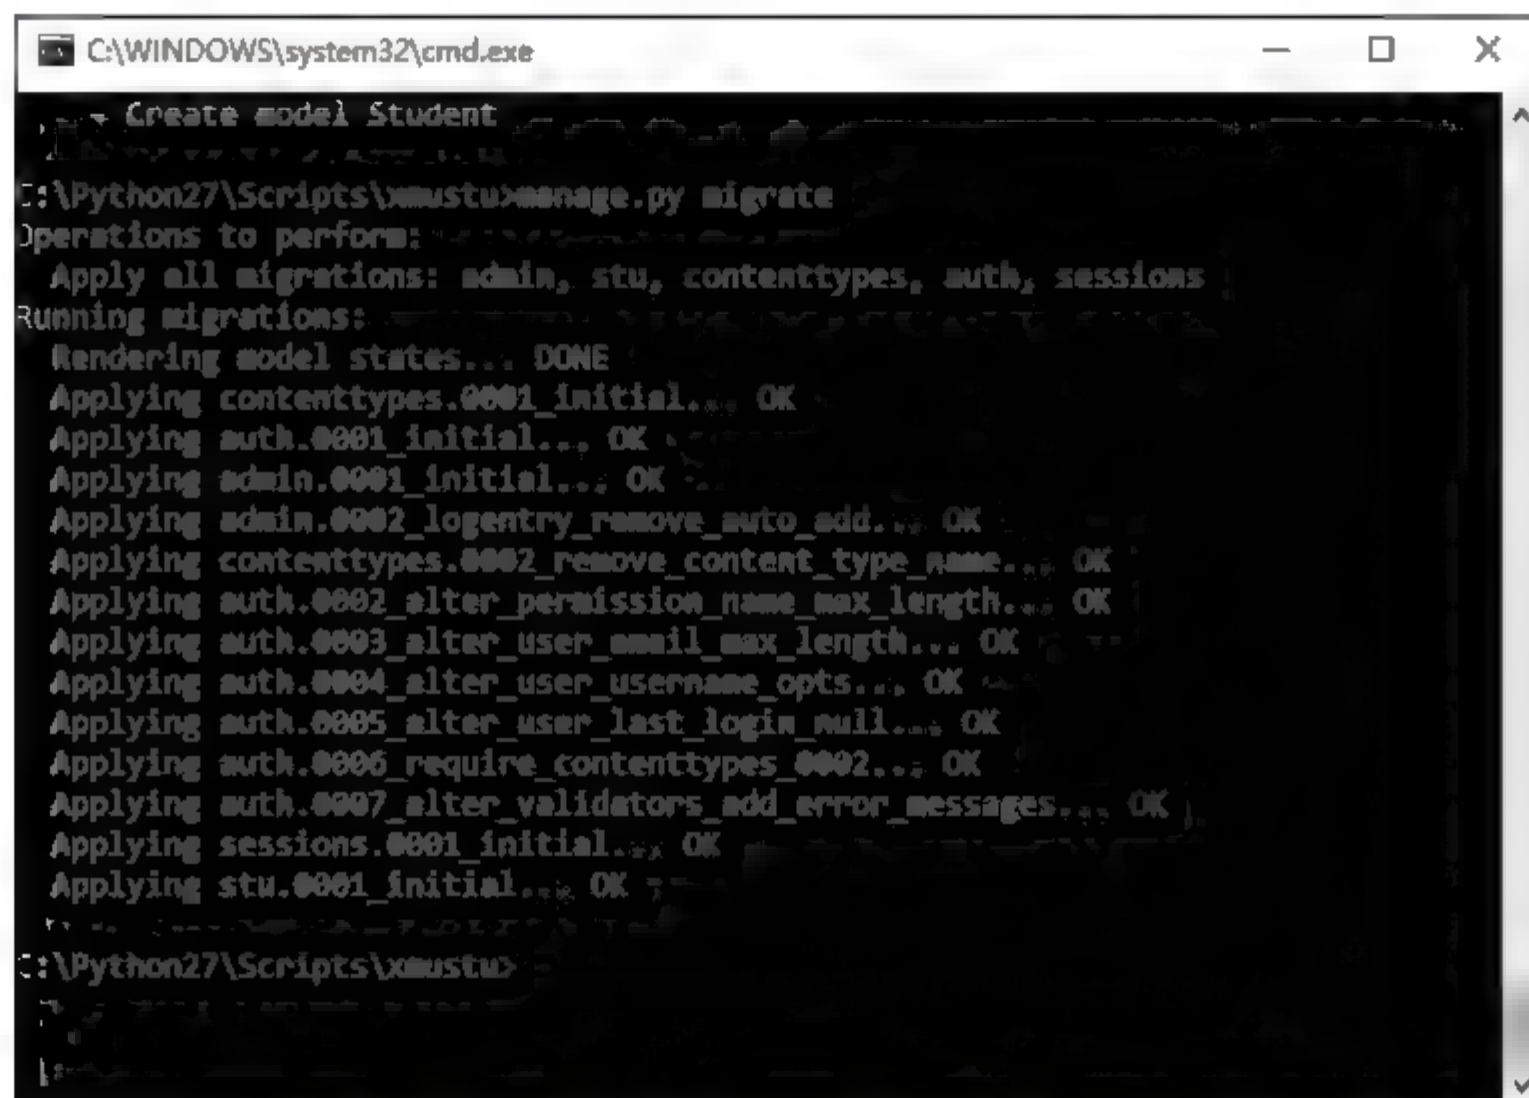 C:\WINDOWS\system32\cmd.exe
- Create model Student
C:\Python27\Scripts\xmustu>manage.py migrate
Operations to perform:
Apply all migrations: admin, stu, contenttypes, auth, sessions
Running migrations:
Rendering model states... DONE
Applying contenttypes.0001_initial... OK
Applying auth.0001_initial... OK
Applying admin.0001_initial... OK
Applying admin.0002_logentry_remove_auto_add... OK
Applying contenttypes.0002_remove_content_type_name... OK
Applying auth.0002_alter_permission_name_max_length... OK
Applying auth.0003_alter_user_email_max_length... OK
Applying auth.0004_alter_user_username_opts... OK
Applying auth.0005_alter_user_last_login_null... OK
Applying auth.0006_require_contenttypes_0002... OK
Applying auth.0007_alter_validators_add_error_messages... OK
Applying sessions.0001_initial... OK
Applying stu.0001_initial... OK
C:\Python27\Scripts\xmustu>